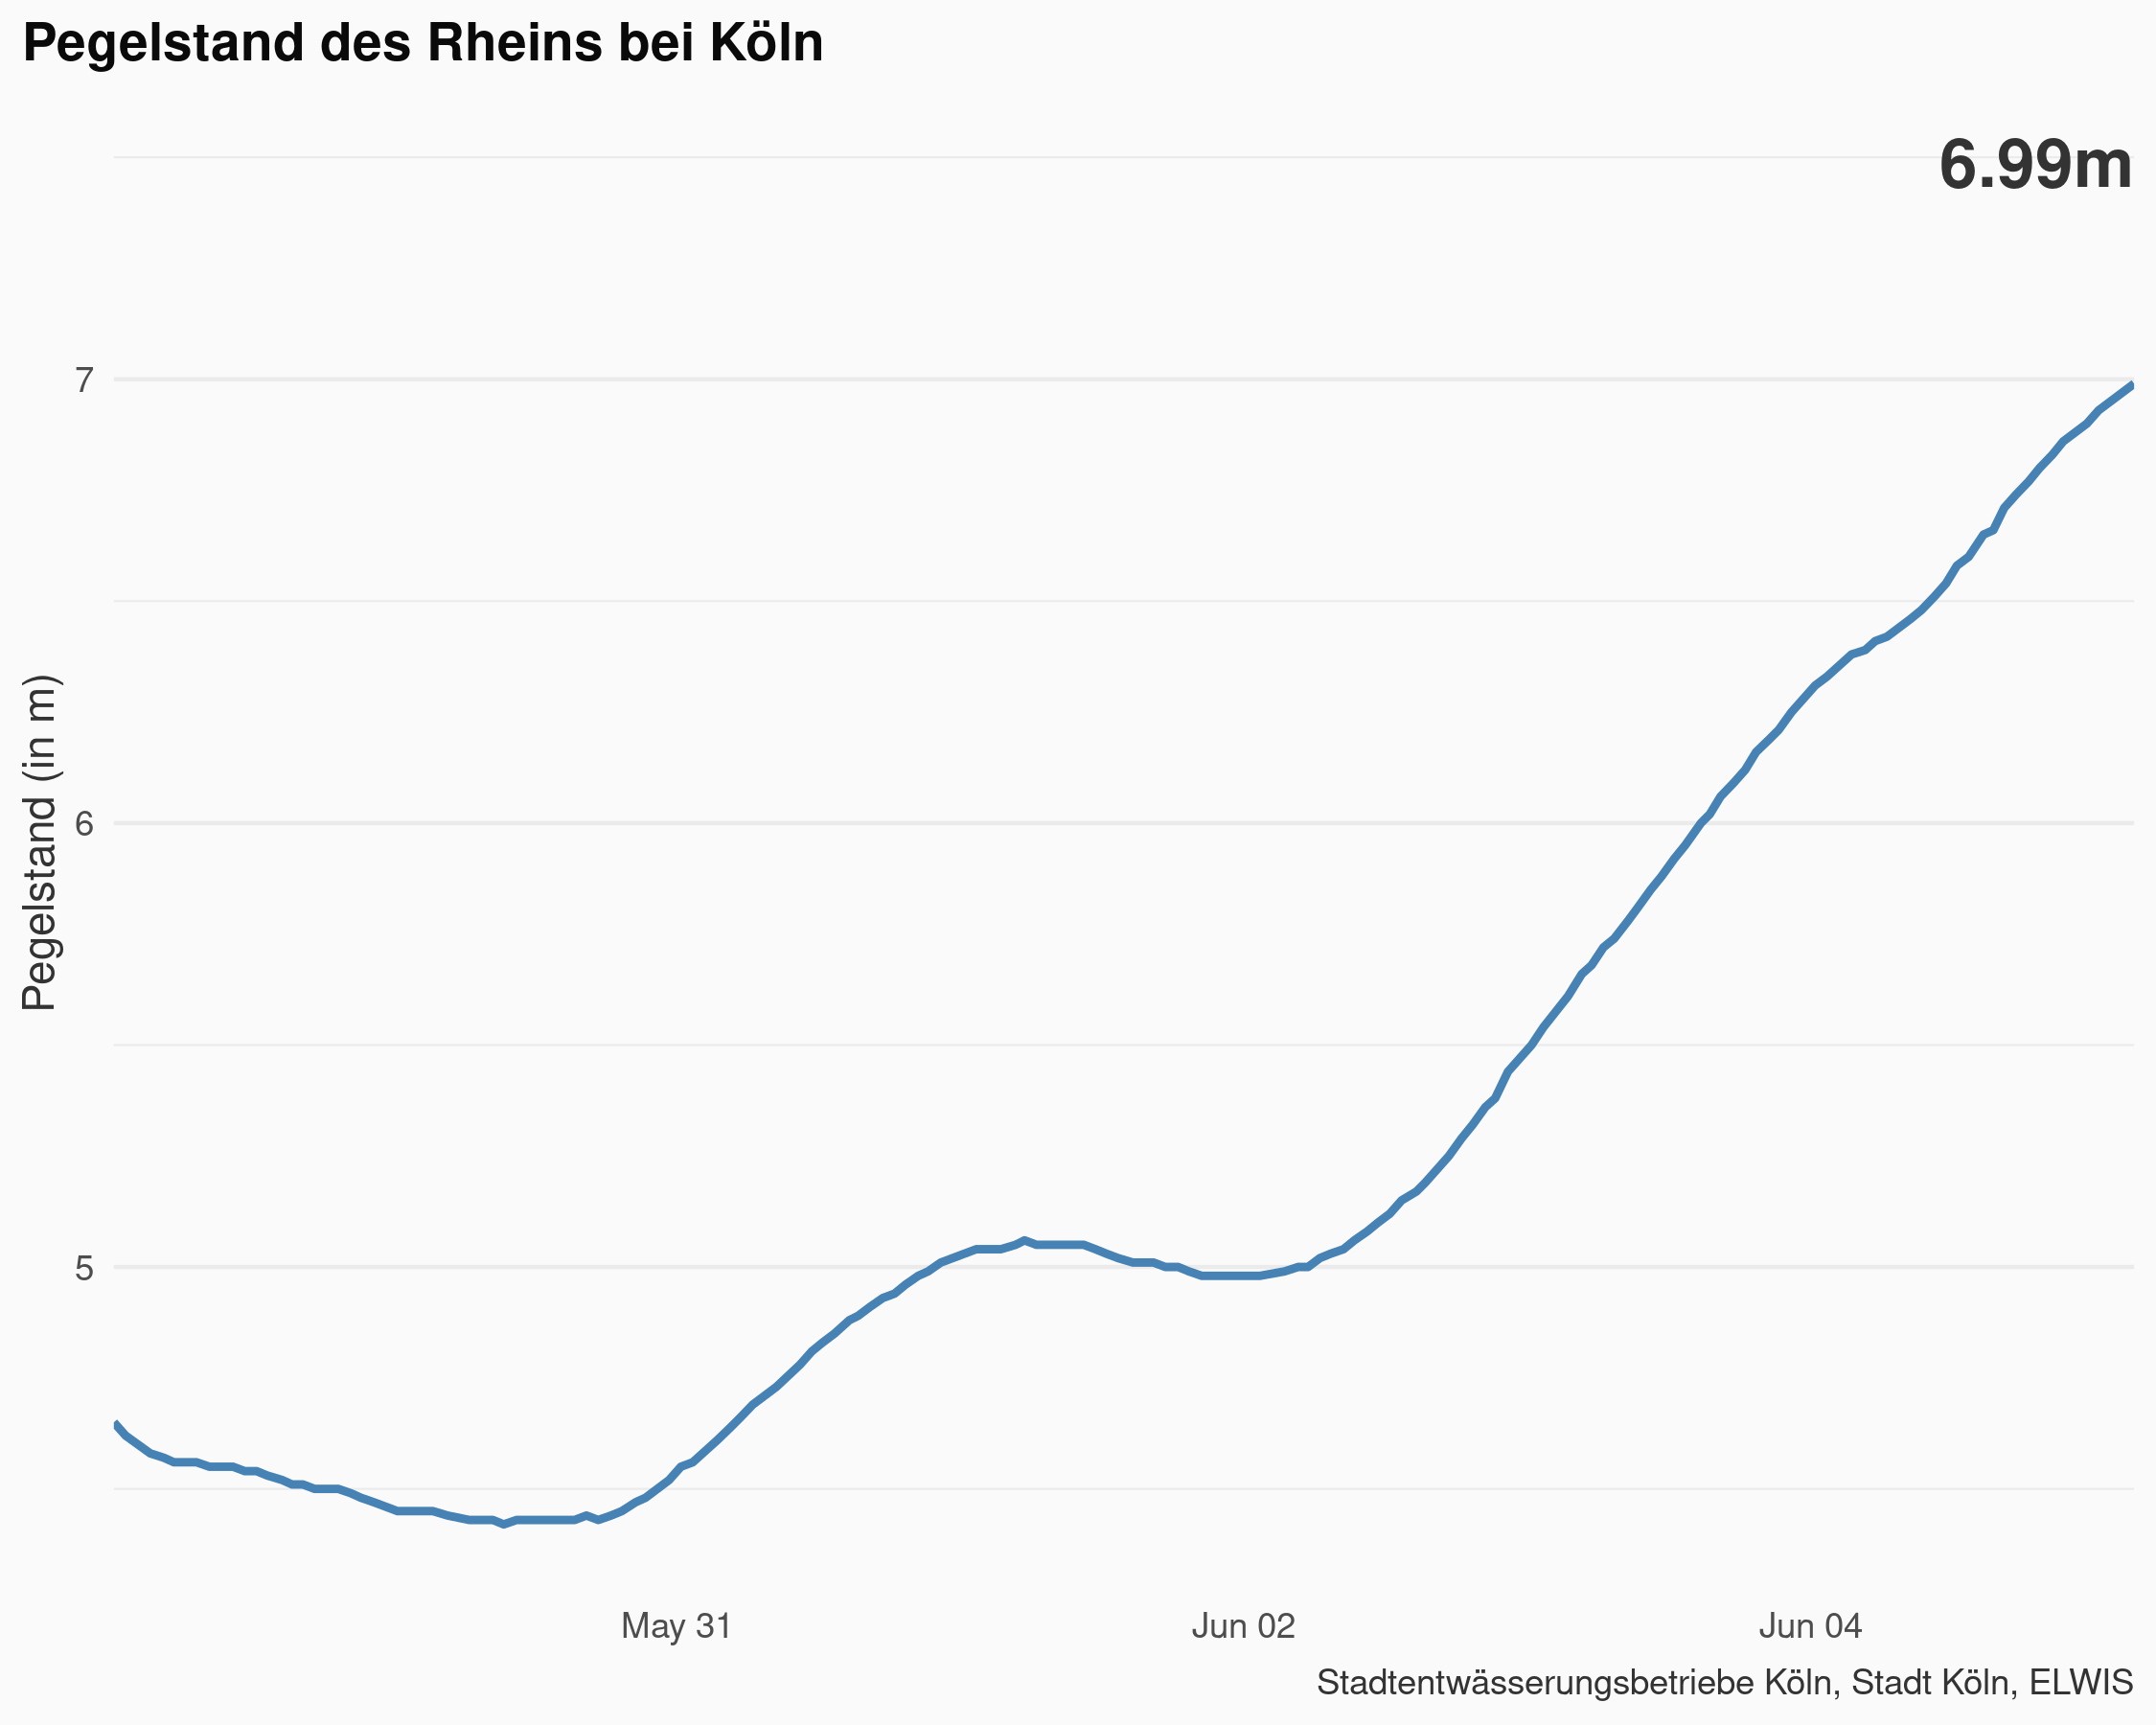 Pegelstand des Rheins bei Köln
6.99m
7
6
5
Pegelstand (in m)
May 31
Jun 02
Jun 04
Stadtentwässerungsbetriebe Köln, Stadt Köln, ELWIS